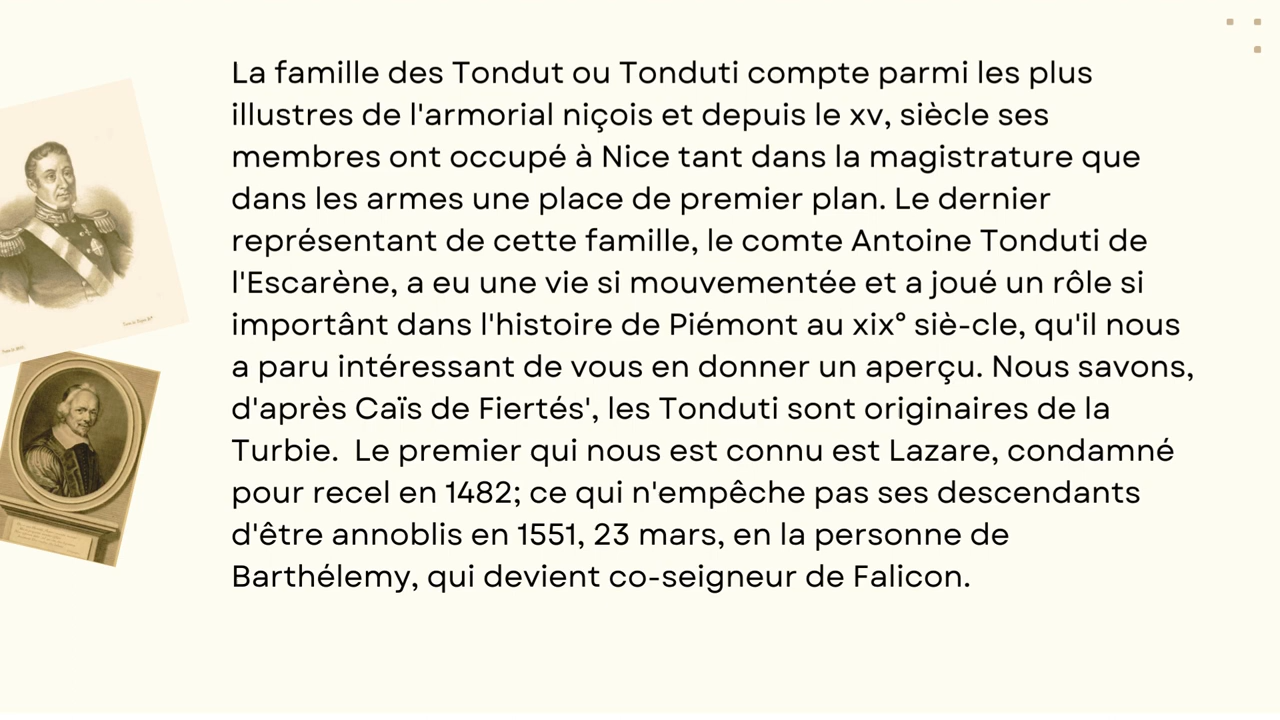 La famille des Tondut ou Tonduti compte parmi les plus
illustres de l'armorial niçois et depuis le xv, siècle ses
membres ont occupé à Nice tant dans la magistrature que
dans les armes une place de premier plan. Le dernier
représentant de cette famille, le comte Antoine Tonduti de
l'Escarène, a eu une vie si mouvementée et a joué un rôle si
importânt dans l'histoire de Piémont au xix° siè-cle, qu'il nous
a paru intéressant de vous en donner un aperçu. Nous savons,
d'après Caïs de Fiertés', les Tonduti sont originaires de la
Turbie.  Le premier qui nous est connu est Lazare, condamné
pour recel en 1482; ce qui n'empêche pas ses descendants
d'être annoblis en 1551, 23 mars, en la personne de
Barthélemy, qui devient co-seigneur de Falicon.